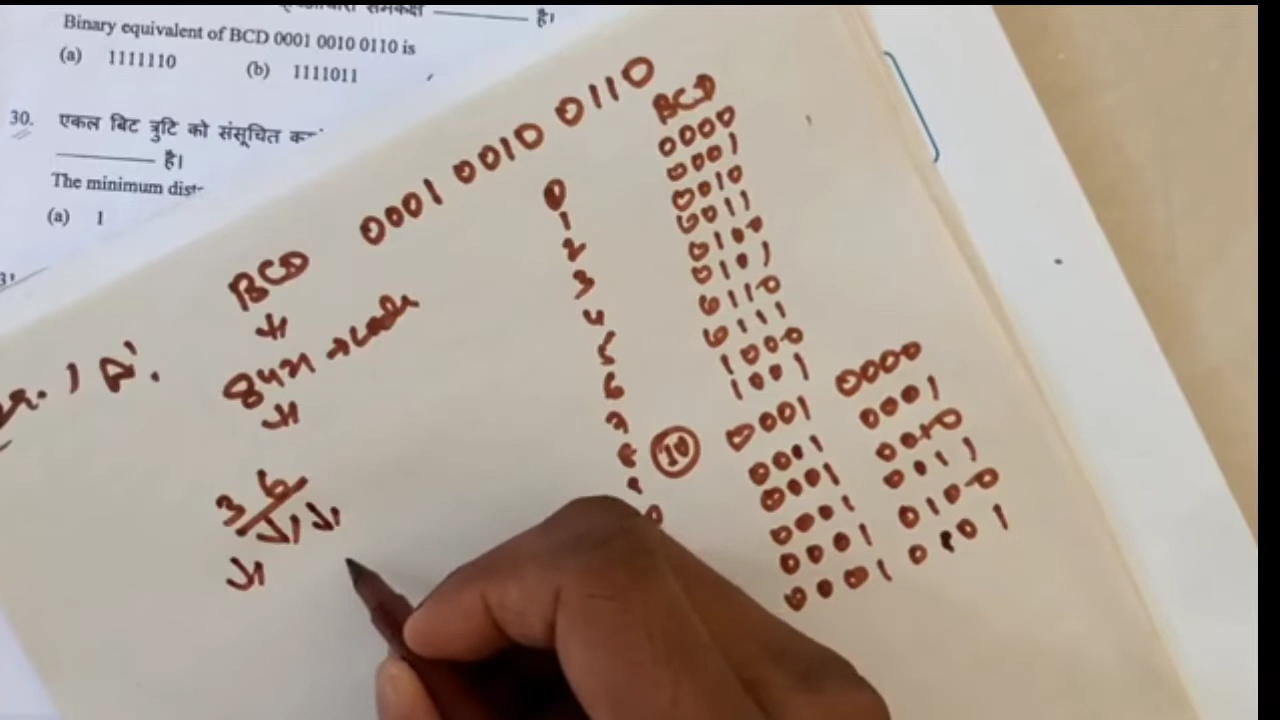 है।
Binary equivalent of BCD 0001 0010 0110 is
(a) 1111110 (b) 1111011
30. एकल बिट त्रुटि को संसूचित
है।
The minimum
(a) 1
BCD 0001 0010 0110
BCD
8421 → code
3 6
0
1
2
3
4
5
6
7
10
BCD
0000
0001
0010
0011
0100
0101
0110
0111
1000
1001
0001 0000
0001 0001
0001 0010
0001 0011
0001 0100
0001 0101